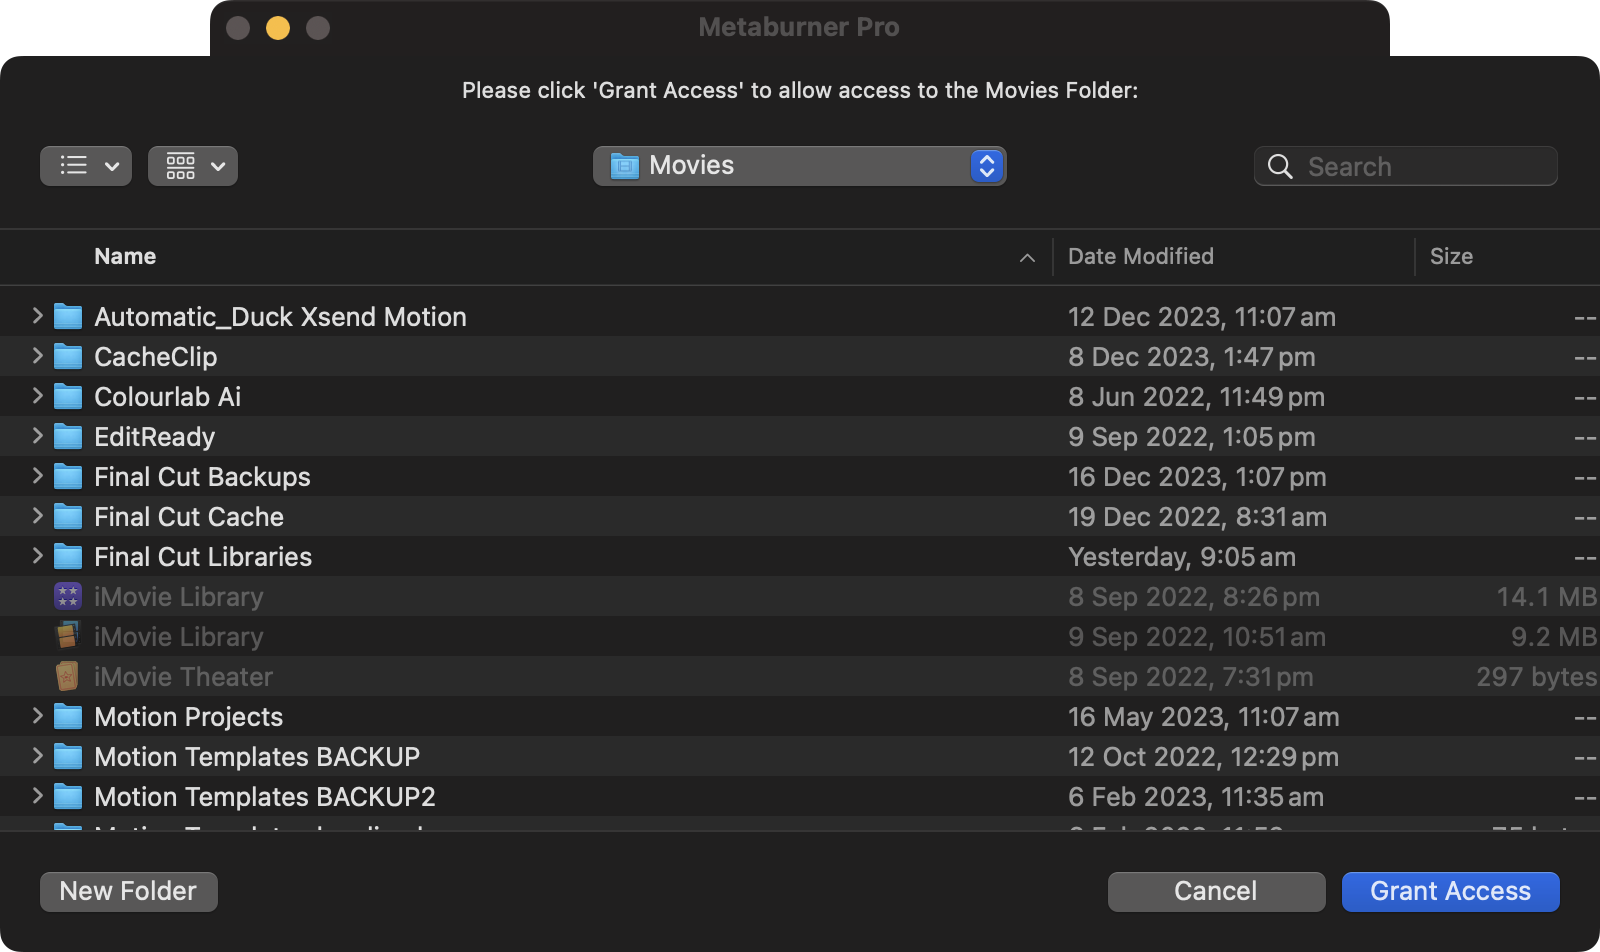 Metaburner Pro
Please click 'Grant Access' to allow access to the Movies Folder:
Movies
Search
Name Date Modified Size
Automatic_Duck Xsend Motion 12 Dec 2023, 11:07 am --
CacheClip 8 Dec 2023, 1:47 pm --
Colourlab Ai 8 Jun 2022, 11:49 pm --
EditReady 9 Sep 2022, 1:05 pm --
Final Cut Backups 16 Dec 2023, 1:07 pm --
Final Cut Cache 19 Dec 2022, 8:31 am --
Final Cut Libraries Yesterday, 9:05 am --
iMovie Library 8 Sep 2022, 8:26 pm 14.1 MB
iMovie Library 9 Sep 2022, 10:51 am 9.2 MB
iMovie Theater 8 Sep 2022, 7:31 pm 297 bytes
Motion Projects 16 May 2023, 11:07 am --
Motion Templates BACKUP 12 Oct 2022, 12:29 pm --
Motion Templates BACKUP2 6 Feb 2023, 11:35 am --
Motion Templates
New Folder Cancel Grant Access